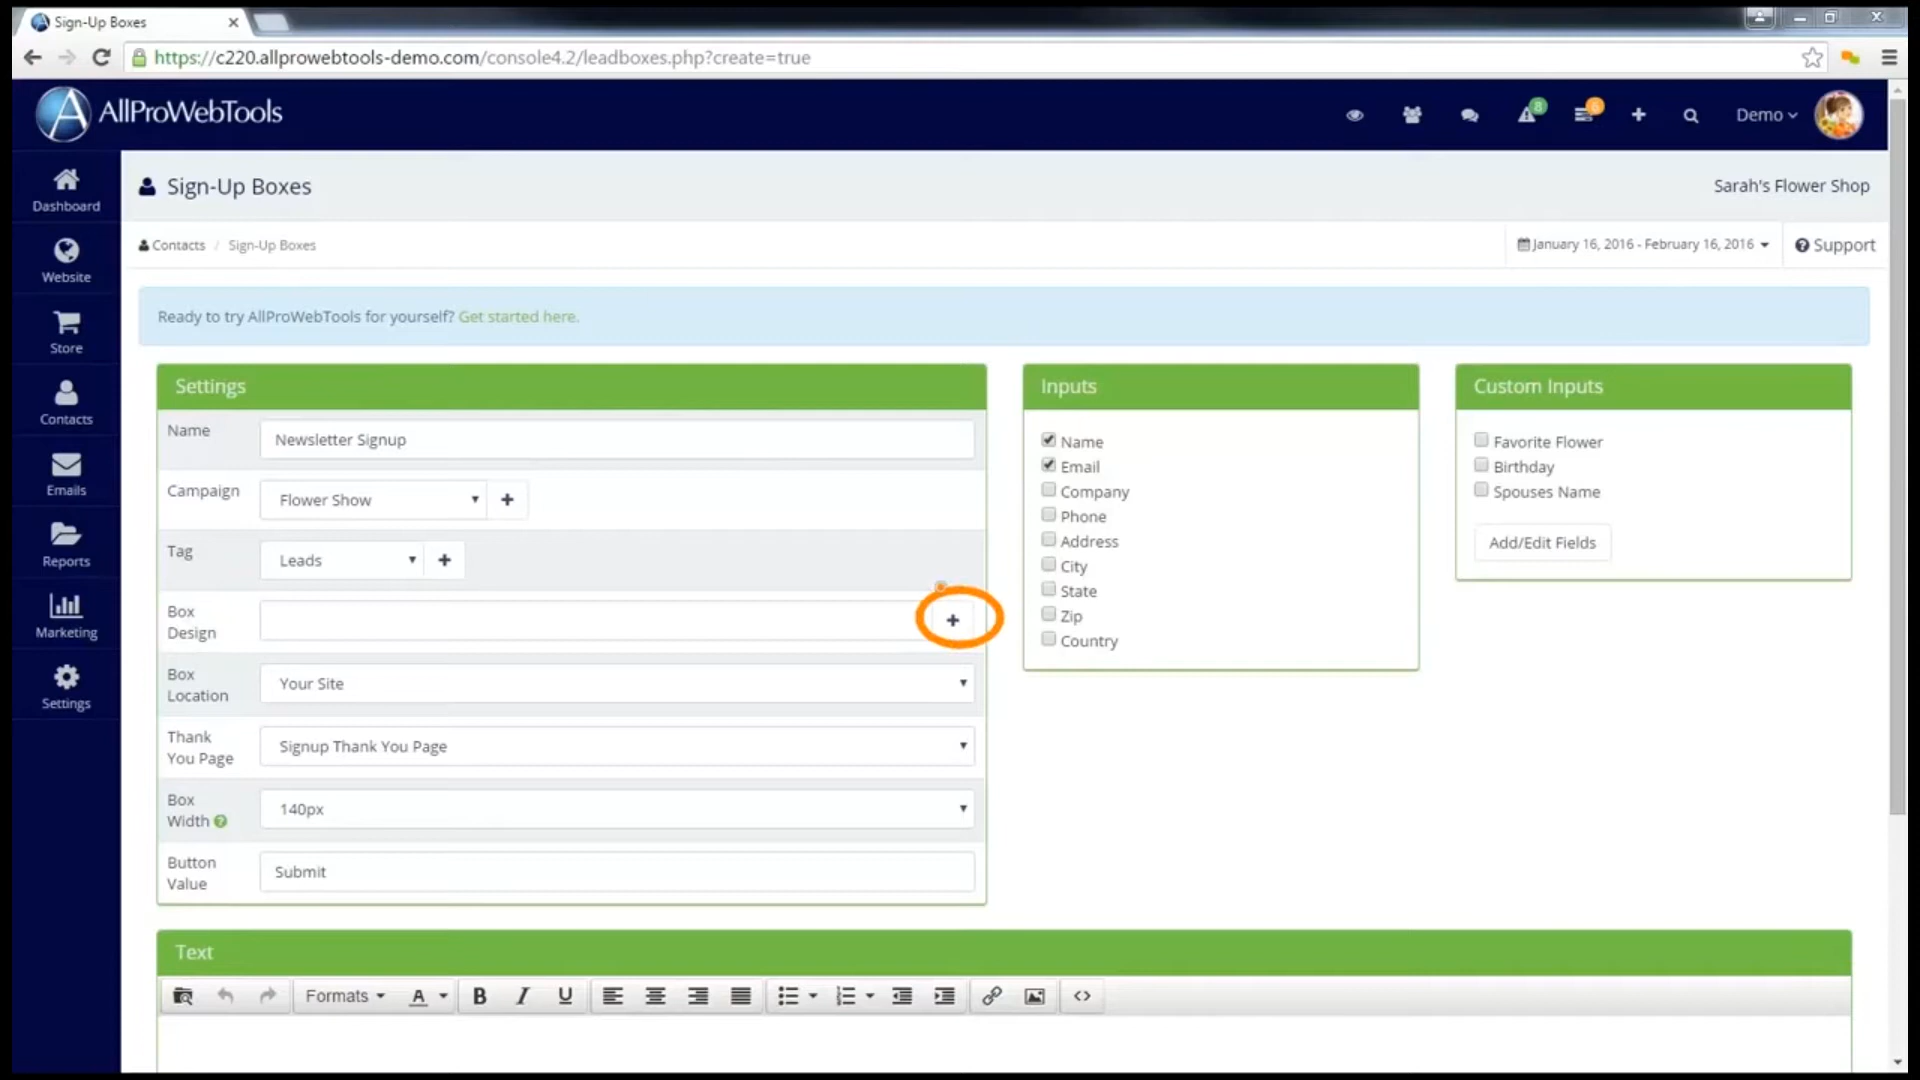 Sign-Up Boxes
https://c220.allprowebtools-demo.com/console4.2/leadboxes.php?create=true
AllProWebTools
8
6
Demo
Dashboard
Website
Store
Contacts
Emails
Reports
Marketing
Settings
Sign-Up Boxes
Sarah's Flower Shop
Contacts / Sign-Up Boxes
January 16, 2016 - February 16, 2016
Support
Ready to try AllProWebTools for yourself? Get started here.
Settings
Name
Newsletter Signup
Campaign
Flower Show
Tag
Leads
Box
Design
Box
Location
Your Site
Thank
You Page
Signup Thank You Page
Box
Width
140px
Button
Value
Submit
Inputs
Name
Email
Company
Phone
Address
City
State
Zip
Country
Custom Inputs
Favorite Flower
Birthday
Spouses Name
Add/Edit Fields
Text
Formats A B I U